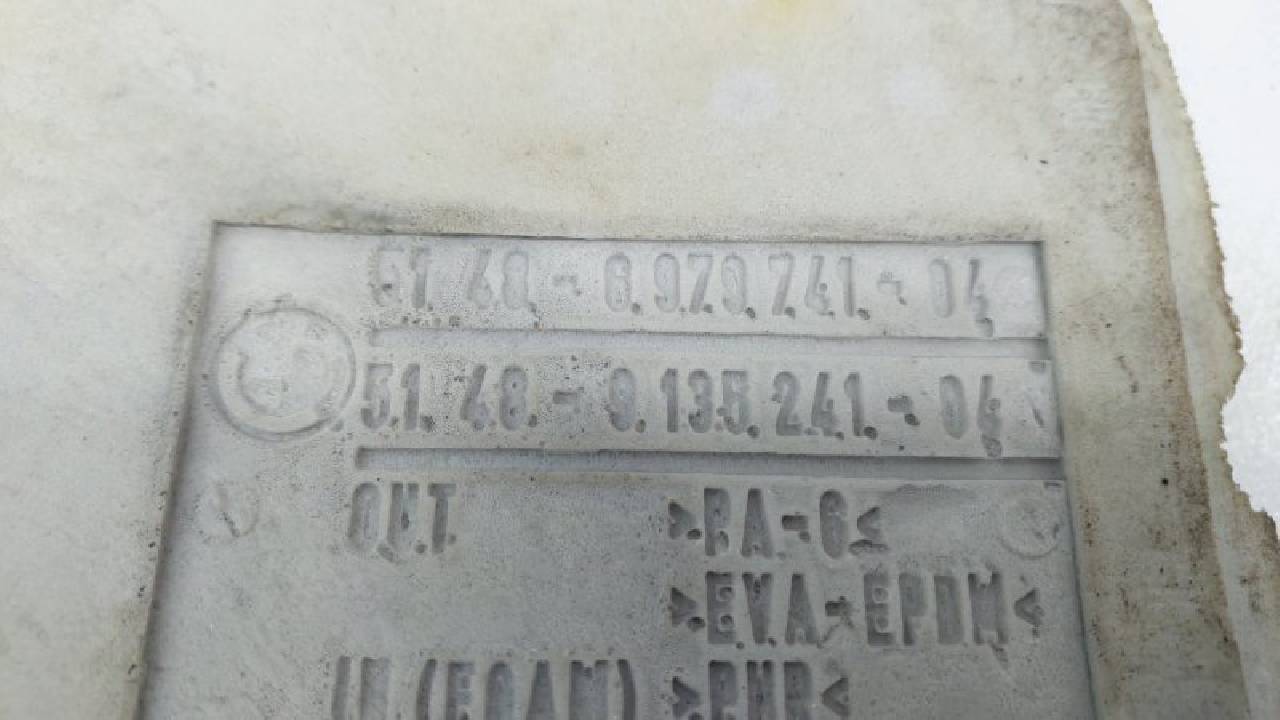 51.48.-6.979.741.-04
51.48.-9.135.241.-04
OUT. >PA-6<
>EVA+EPDM<
IN.(FOAM) >PUR<